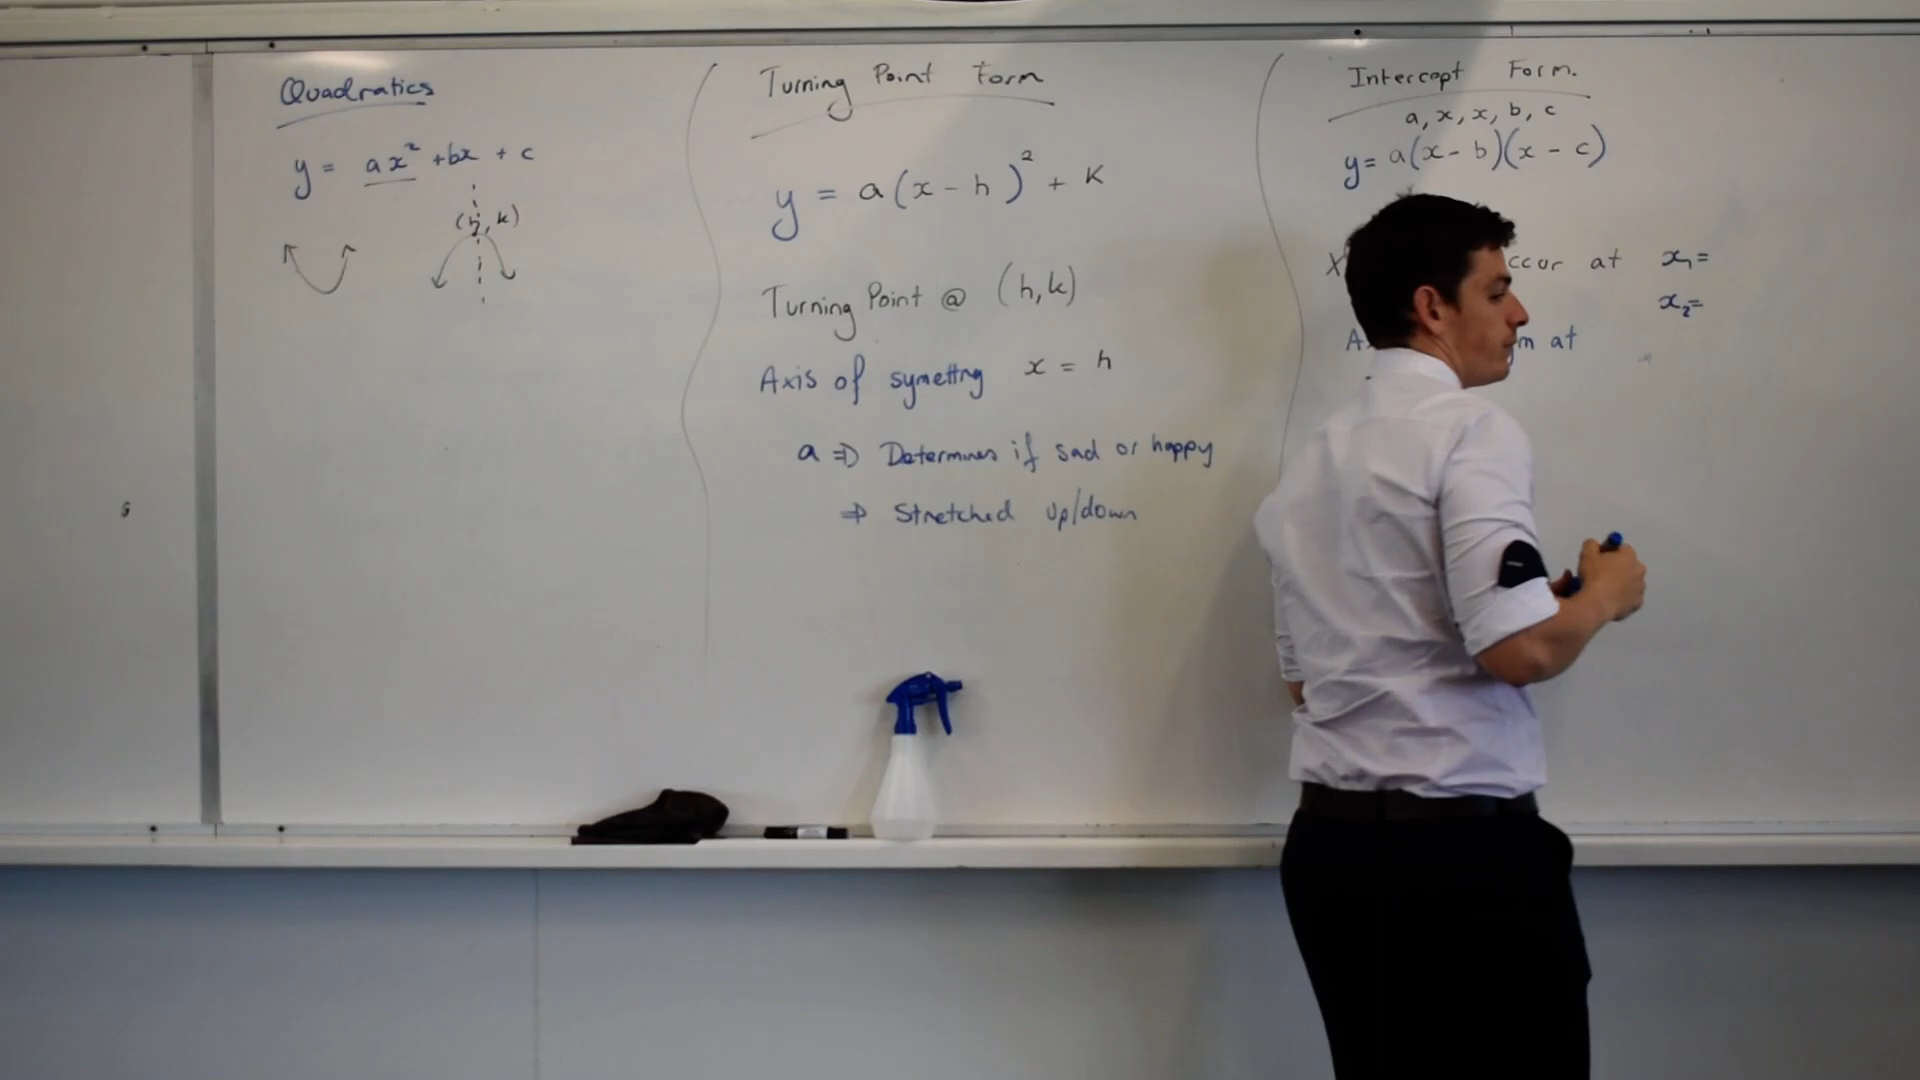 Quadratics
y = ax² + bx + c
(h, k)
Turning Point Form
y = a(x - h)² + K
Turning Point @ (h, k)
Axis of symettry x = h
a ⇒ Determines if sad or happy
⇒ Stretched up/down
Intercept Form.
a, x, x, b, c
y = a(x - b)(x - c)
X ccur at x₁ =
x₂ =
A m at